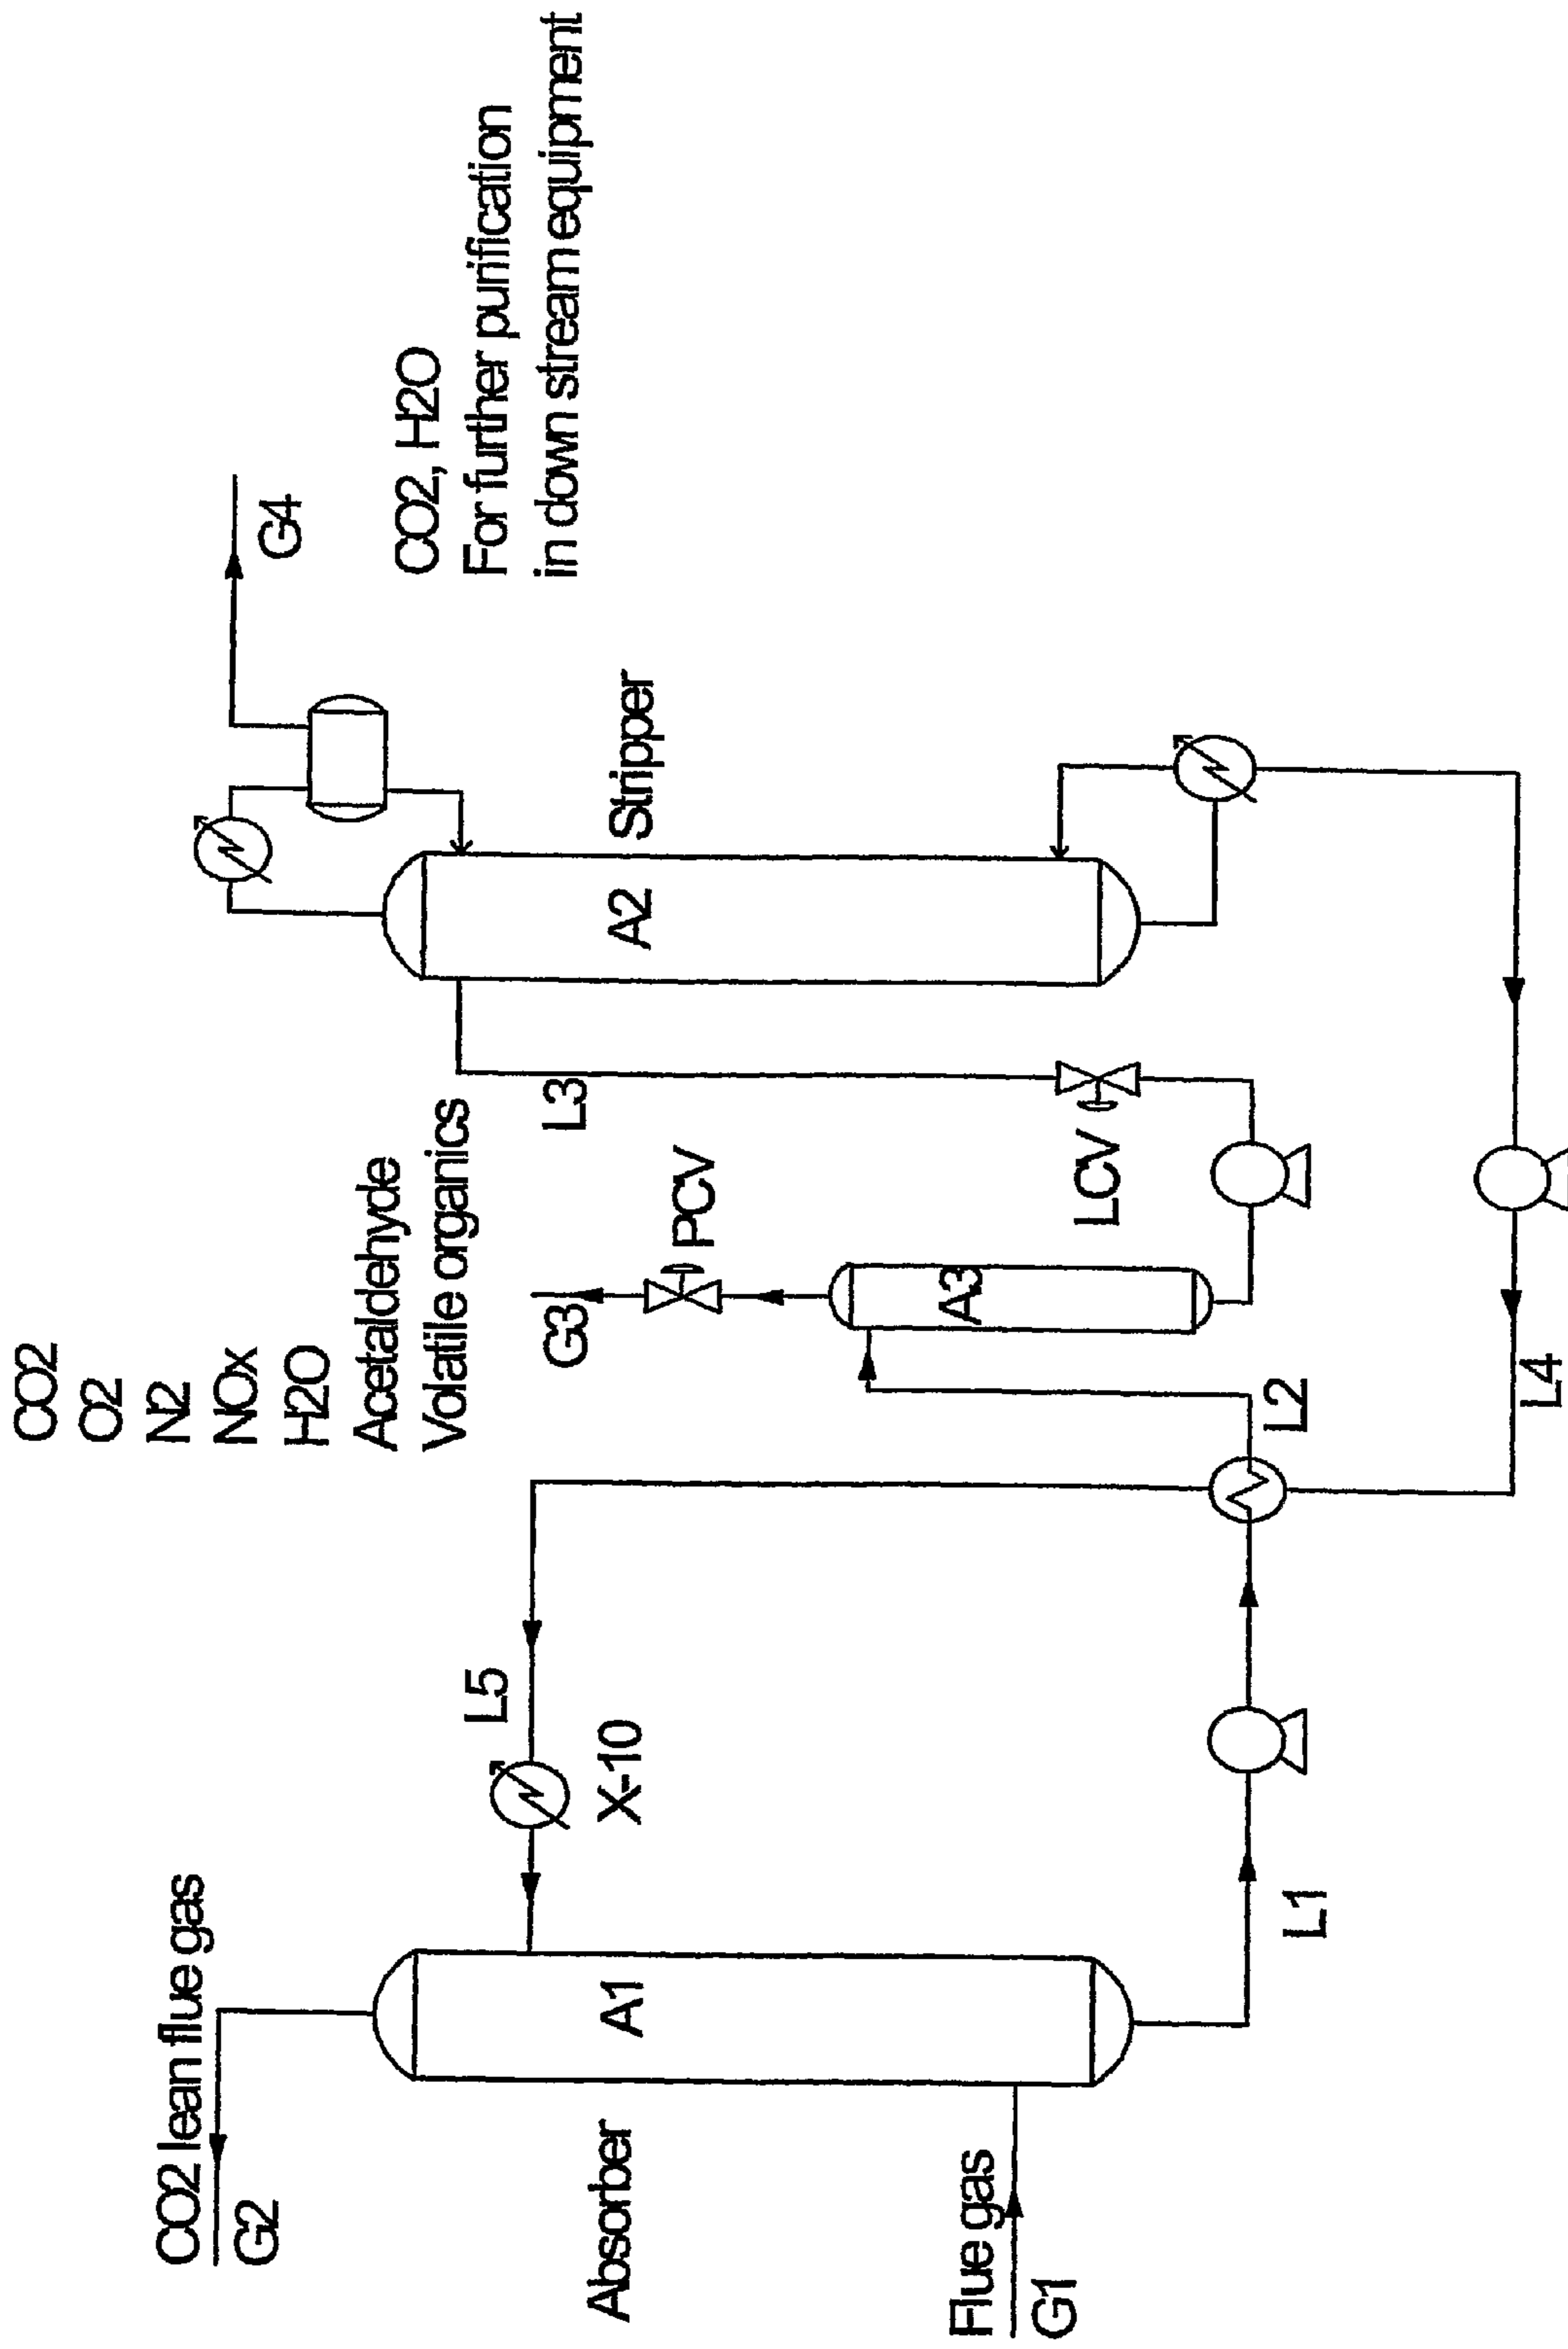 CO2
O2
N2
NOx
H2O
Acetaldehyde
Volatile organics
CO2 lean flue gas
G2
G4
CO2, H2O
For further purification
in down stream equipment
L5
X-10
G3
PCV
L3
Absorber
A1
A2
Stripper
A3
LCV
Flue gas
G1
L1
L2
L4